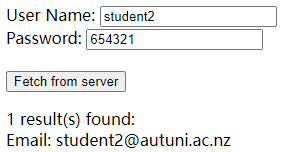 User Name: student2
Password: 654321
Fetch from server
1 result(s) found:
Email: student2@autuni.ac.nz